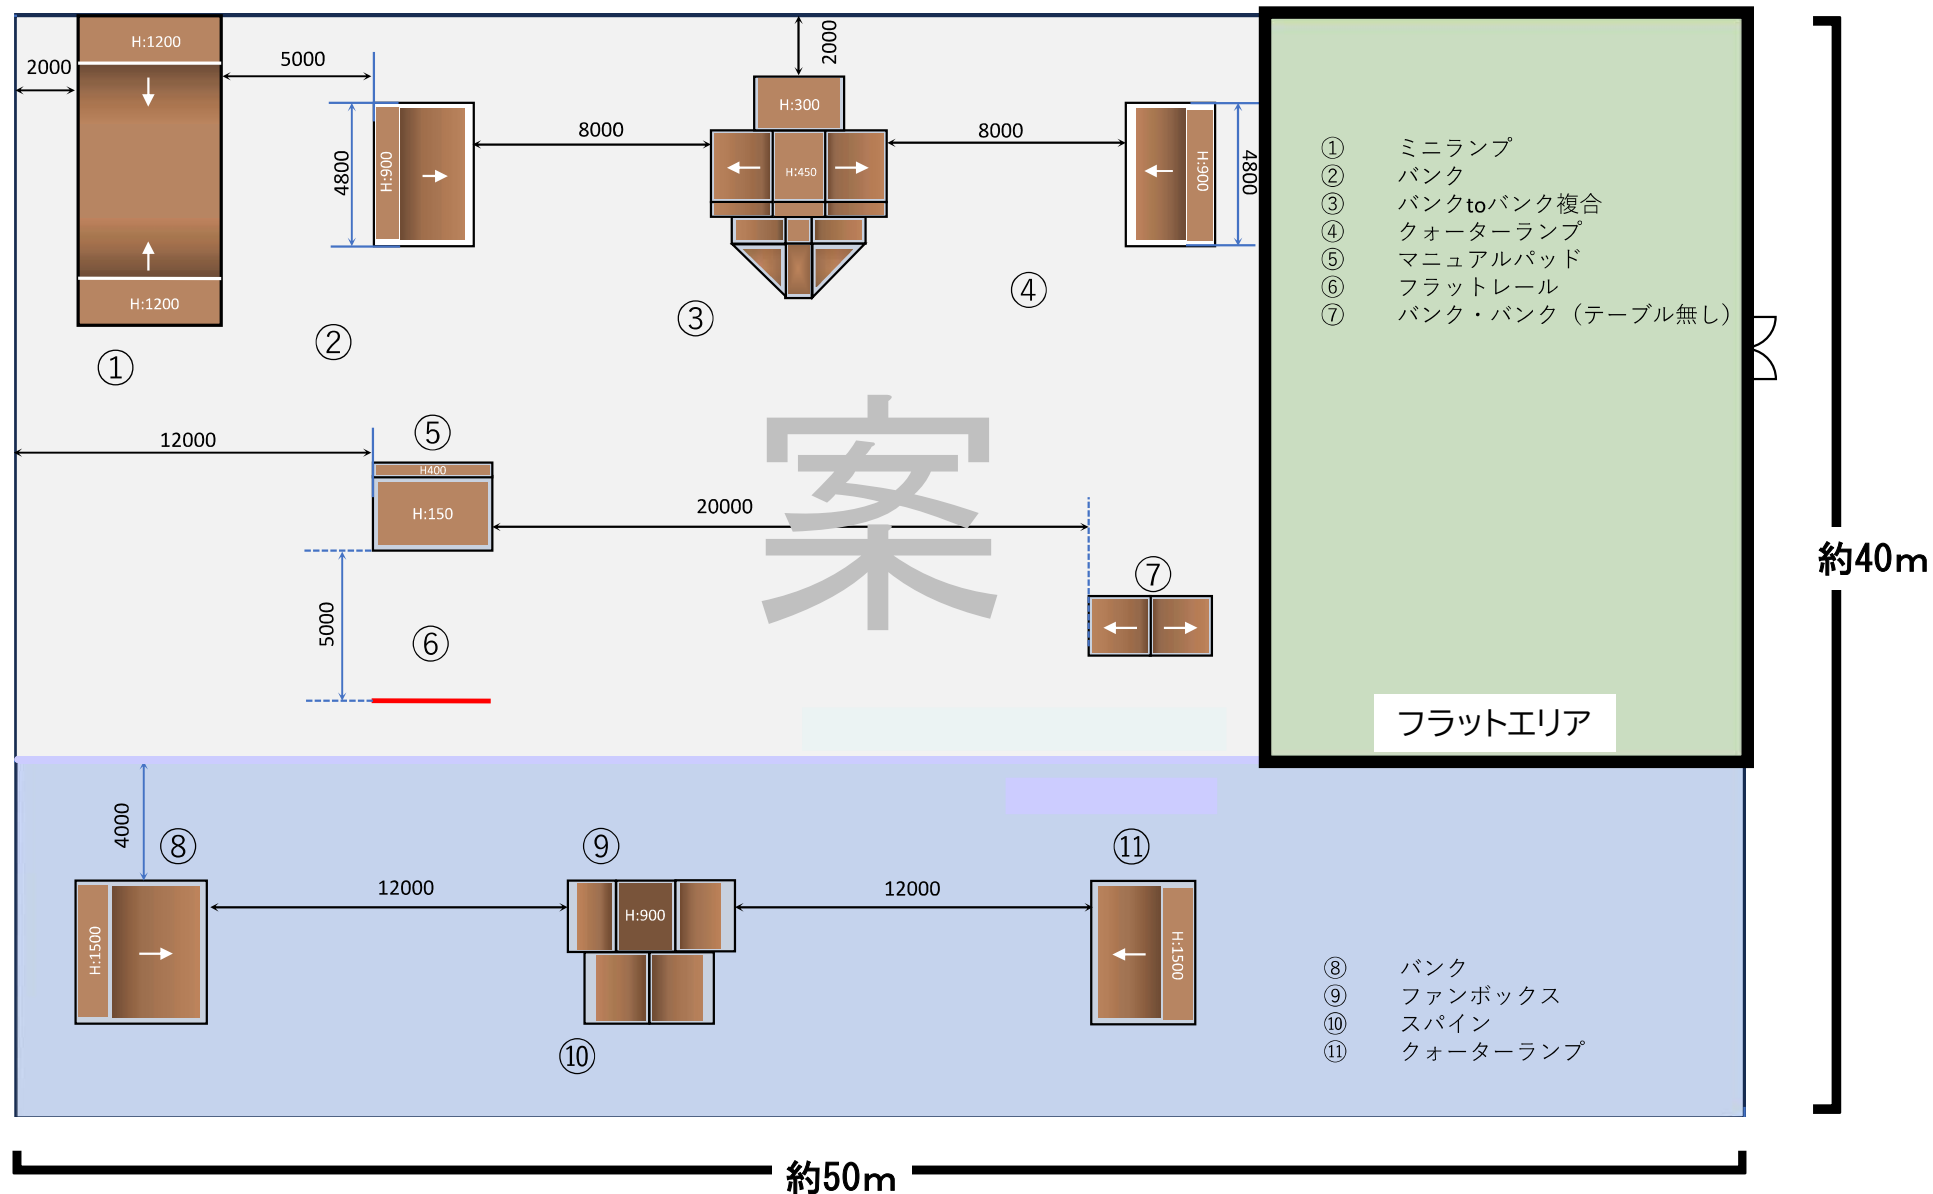 H:1200
2000
5000
2000
H:300
8000
8000
H:900
4800
H:450
H:900
4800
H:1200
①
②
③
④
① ミニランプ
② バンク
③ バンクtoバンク複合
④ クォーターランプ
⑤ マニュアルパッド
⑥ フラットレール
⑦ バンク・バンク（テーブル無し）
12000
⑤
H400
H:150
20000
案
⑦
5000
⑥
フラットエリア
約40m
4000
⑧
⑨
⑪
12000
12000
H:1500
H:900
H:1500
⑩
⑧ バンク
⑨ ファンボックス
⑩ スパイン
⑪ クォーターランプ
約50m